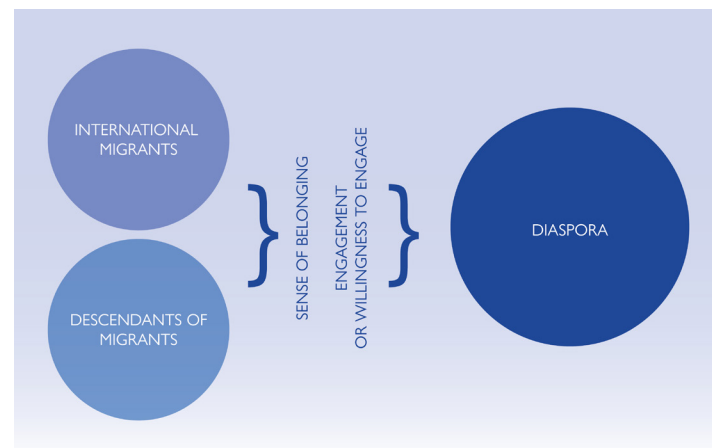 INTERNATIONAL
MIGRANTS
DESCENDANTS OF
MIGRANTS
SENSE OF BELONGING
ENGAGEMENT
OR WILLINGNESS TO ENGAGE
DIASPORA